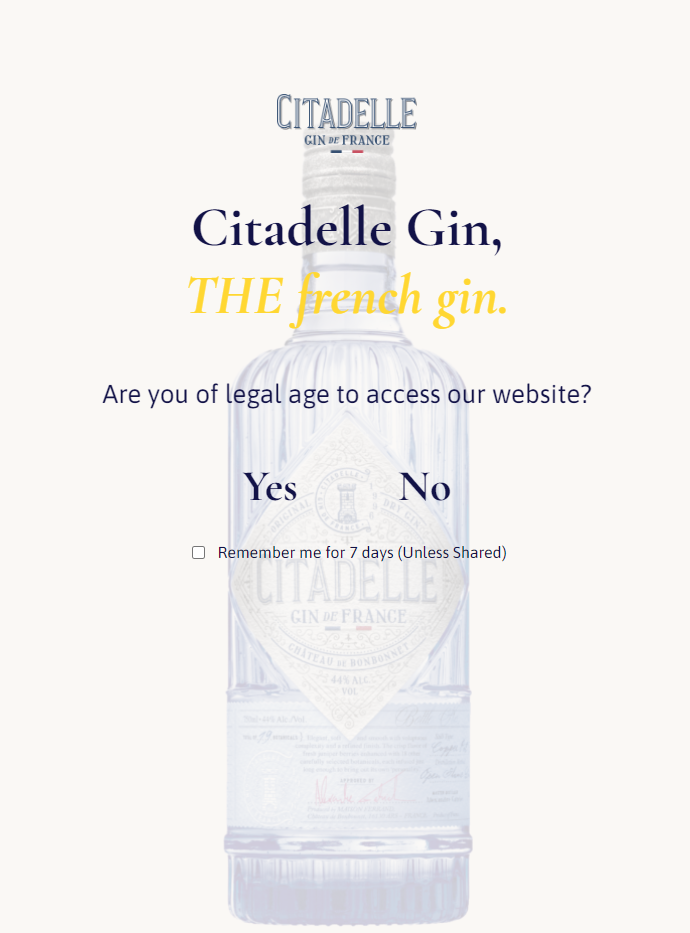 CITADELLE
GIN DE FRANCE
Citadelle Gin,
THE french gin.
Are you of legal age to access our website?
Yes No
Remember me for 7 days (Unless Shared)
ORIGINAL DRY GIN
CITADELLE
GIN DE FRANCE
CHATEAU DE BONBONNET
44% ALC
VOL